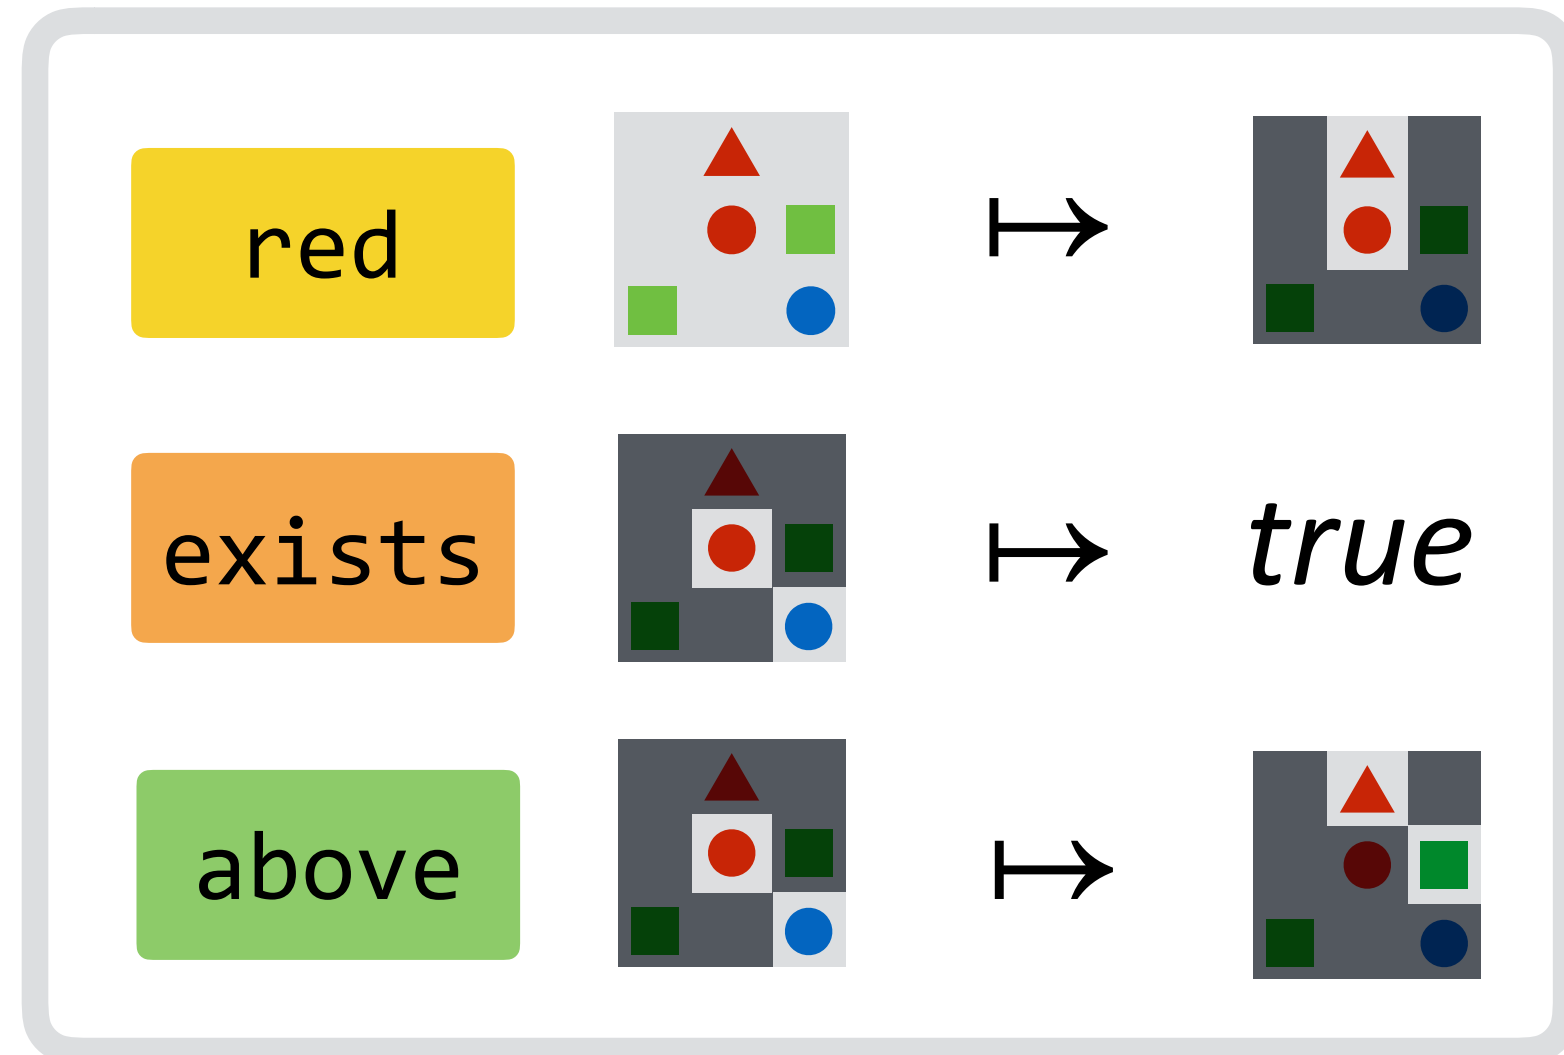 red
↦
exists
↦ true
above
↦